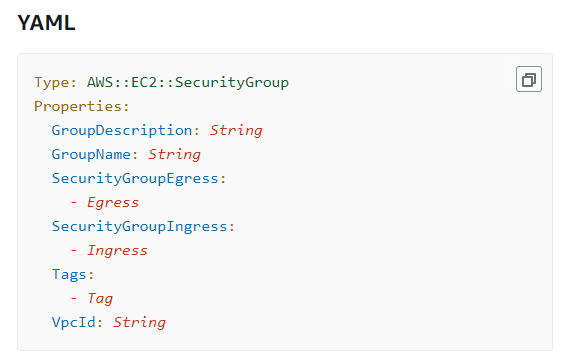 YAML
Type: AWS::EC2::SecurityGroup
Properties:
  GroupDescription: String
  GroupName: String
  SecurityGroupEgress:
    - Egress
  SecurityGroupIngress:
    - Ingress
  Tags:
    - Tag
  VpcId: String